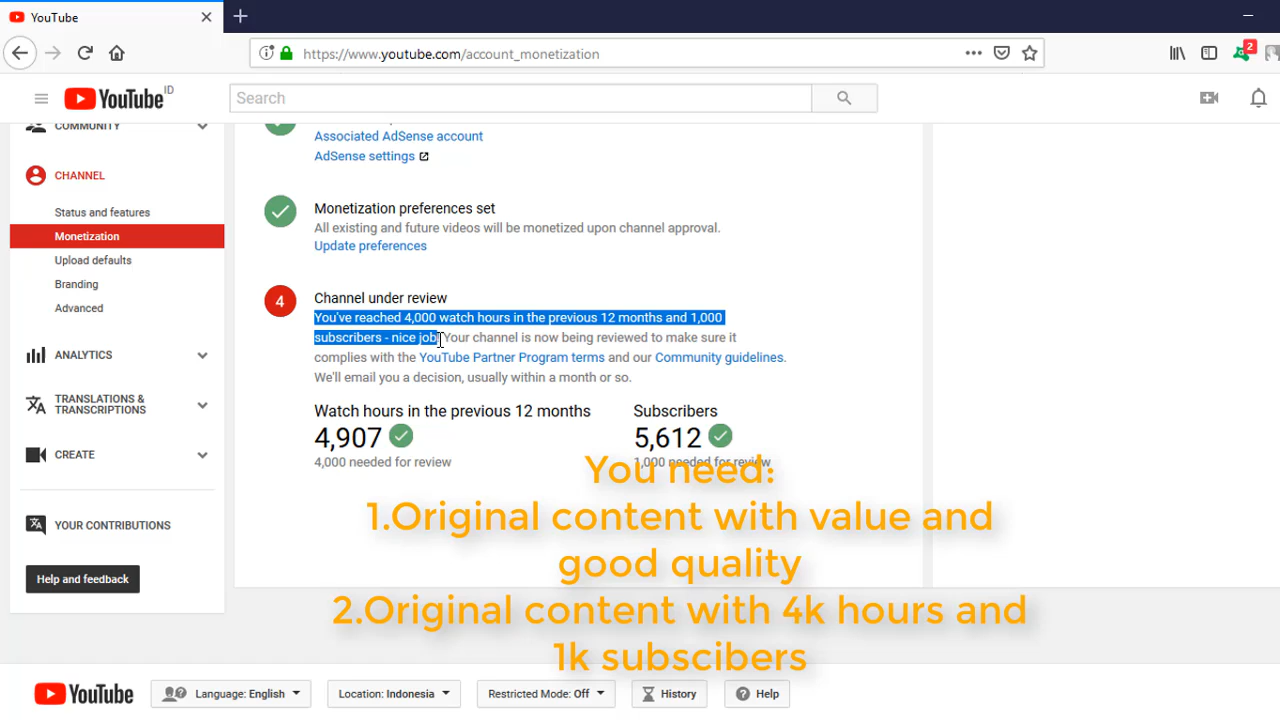 YouTube
https://www.youtube.com/account_monetization
2
YouTube ID
Search
COMMUNITY
CHANNEL
Status and features
Monetization
Upload defaults
Branding
Advanced
ANALYTICS
TRANSLATIONS &
TRANSCRIPTIONS
CREATE
YOUR CONTRIBUTIONS
Help and feedback
Associated AdSense account
AdSense settings
Monetization preferences set
All existing and future videos will be monetized upon channel approval.
Update preferences
4
Channel under review
You've reached 4,000 watch hours in the previous 12 months and 1,000
subscribers - nice job! Your channel is now being reviewed to make sure it
complies with the YouTube Partner Program terms and our Community guidelines.
We'll email you a decision, usually within a month or so.
Watch hours in the previous 12 months
4,907
4,000 needed for review
Subscribers
5,612
1,000 needed for review
You need:
1.Original content with value and
good quality
2.Original content with 4k hours and
1k subscibers
YouTube
Language: English
Location: Indonesia
Restricted Mode: Off
History
Help